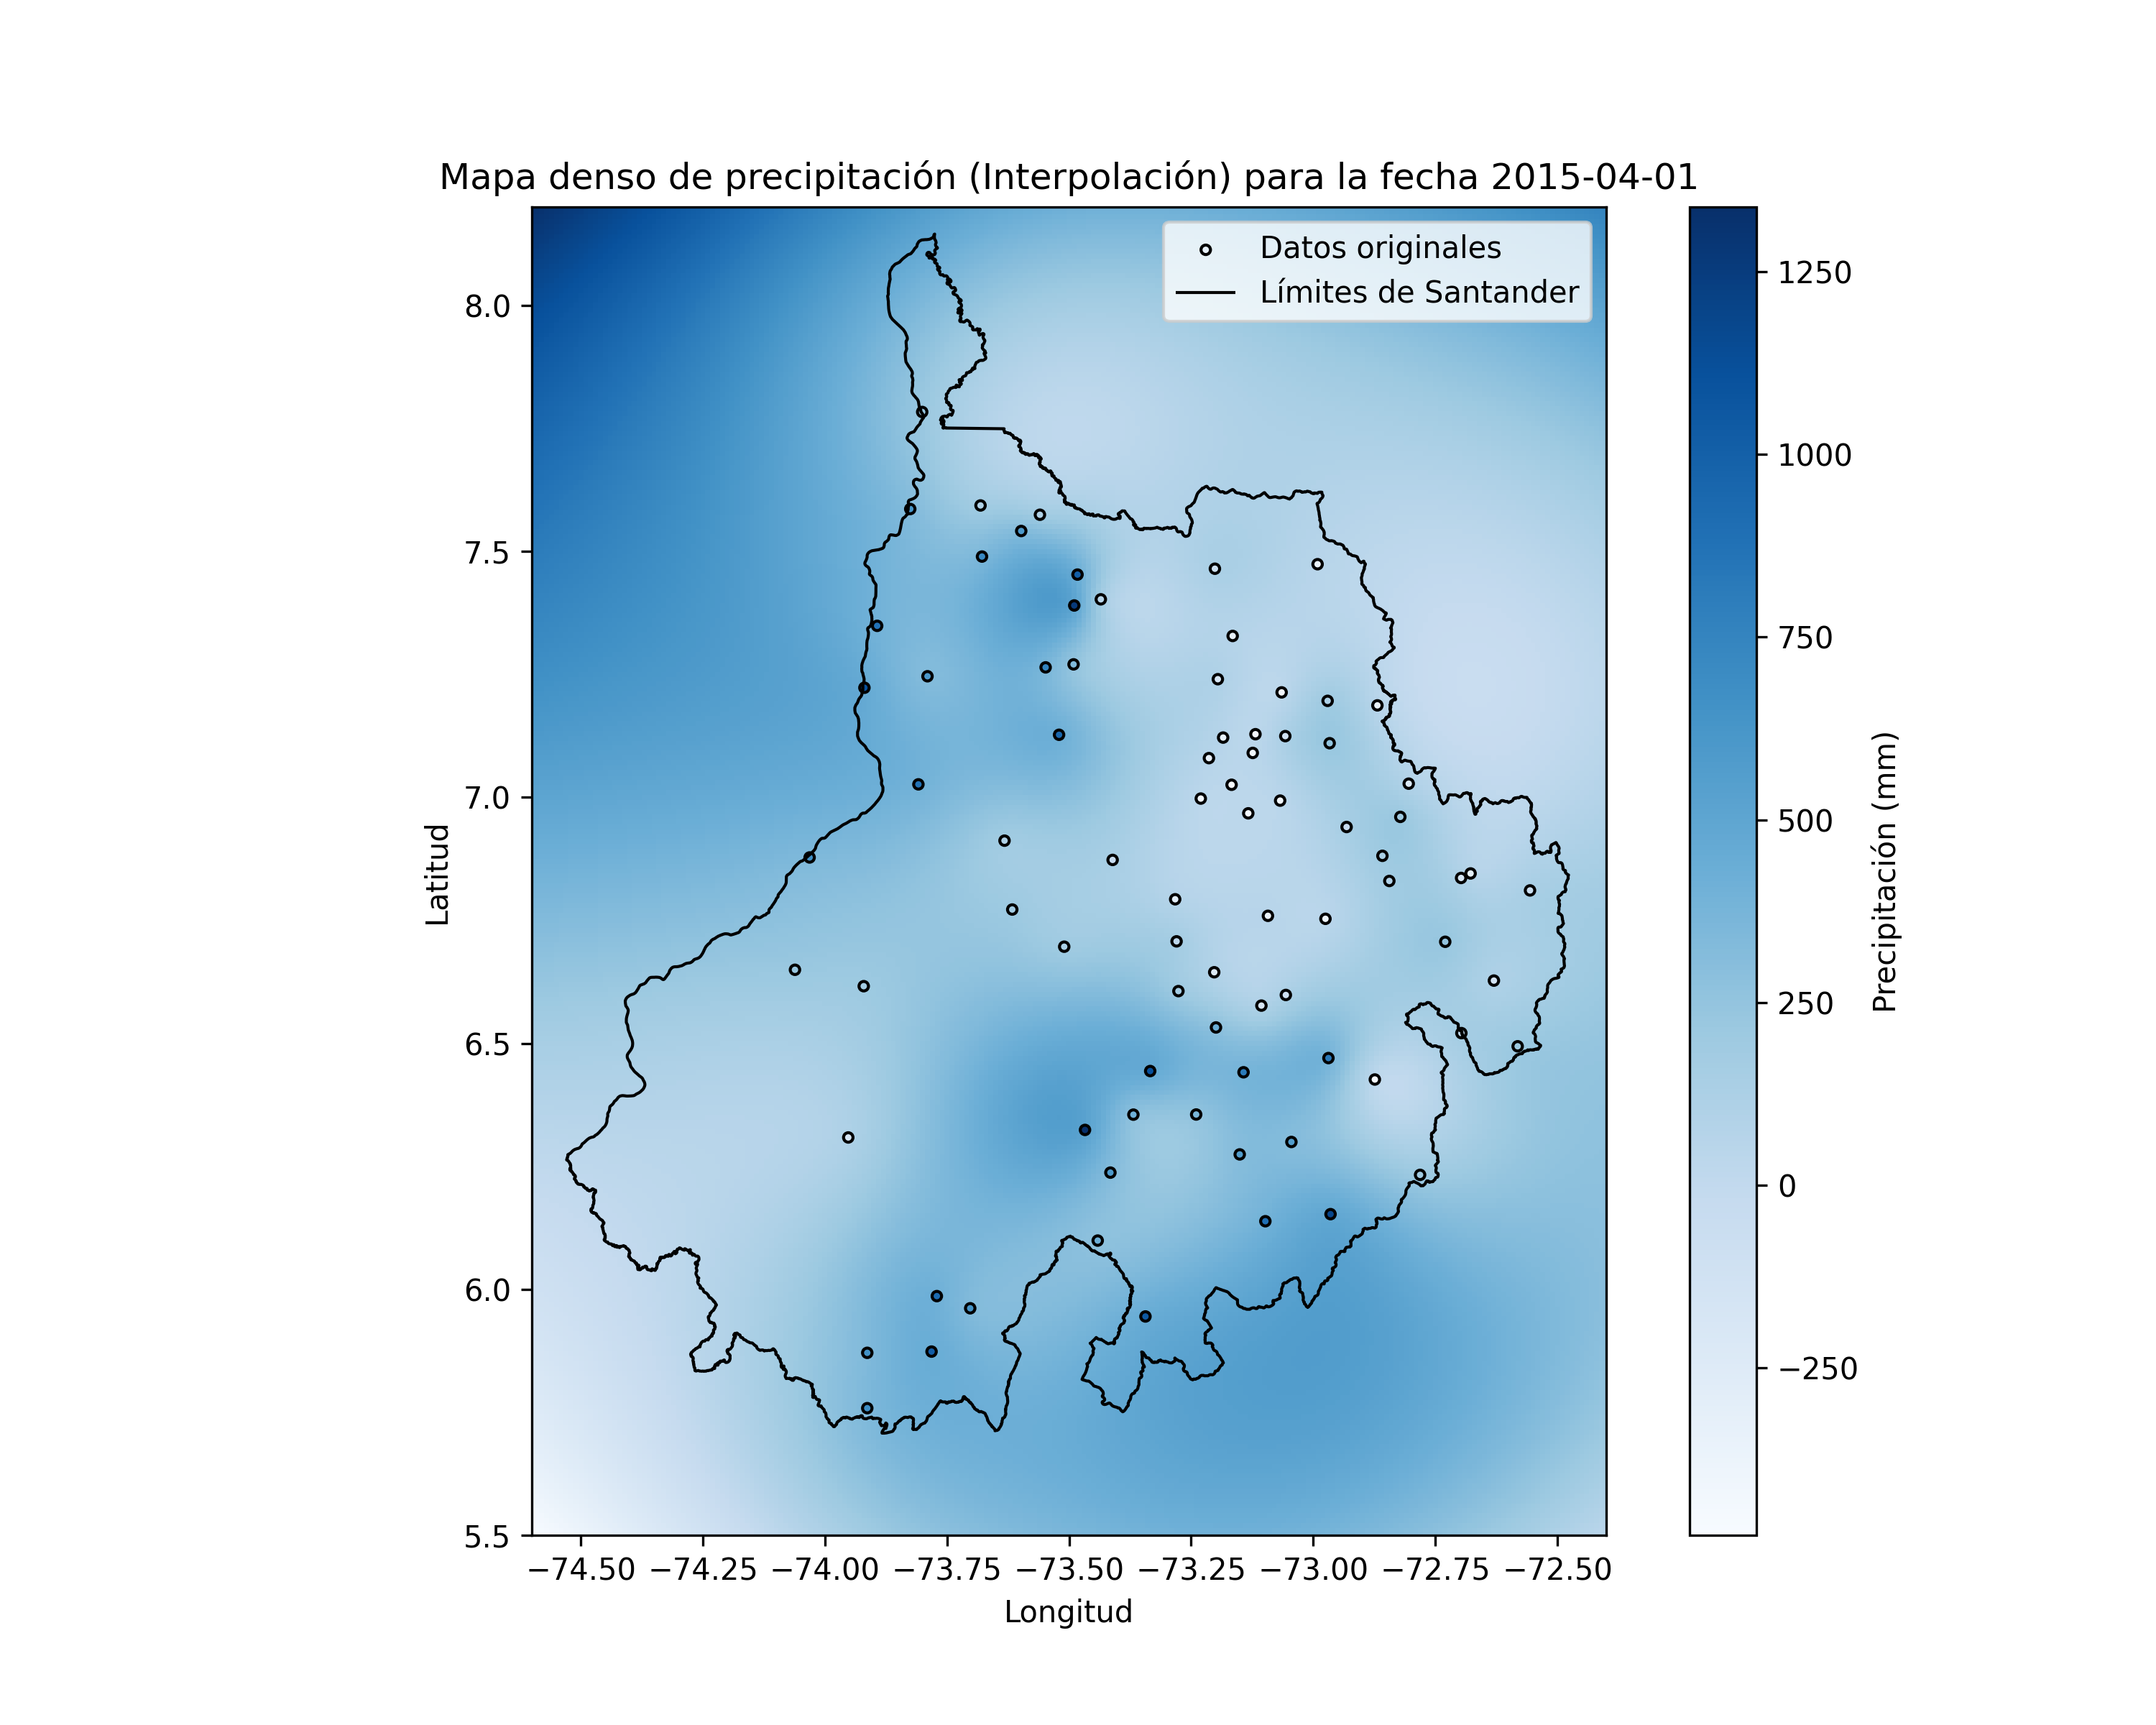 Mapa denso de precipitación (Interpolación) para la fecha 2015-04-01
Datos originales
Límites de Santander
8.0
7.5
7.0
6.5
6.0
5.5
Latitud
−74.50 −74.25 −74.00 −73.75 −73.50 −73.25 −73.00 −72.75 −72.50
Longitud
1250
1000
750
500
250
0
−250
Precipitación (mm)